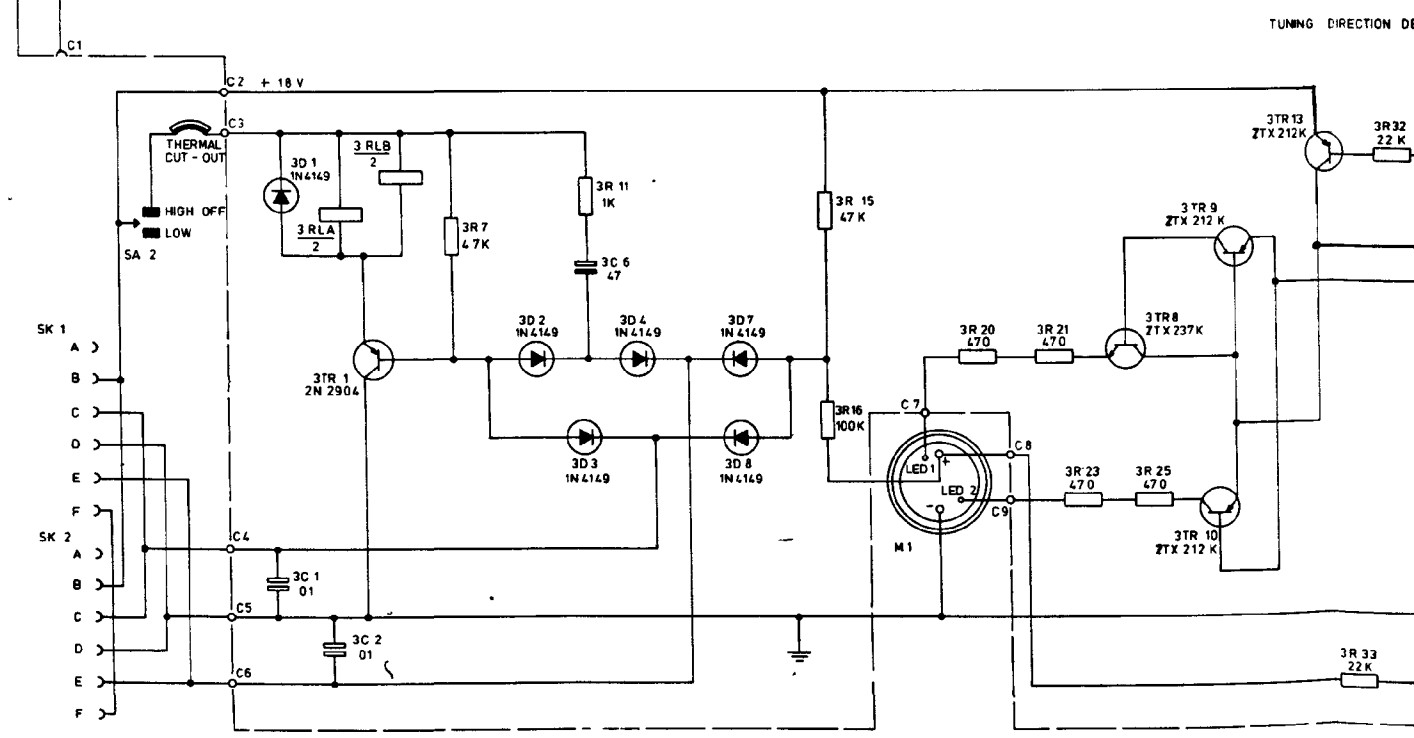 TUNING DIRECTION DE
C1
C2 + 18 V
C3
THERMAL
CUT-OUT
HIGH OFF
LOW
SA 2
3D 1
1N4149
3 RLB
2
3 RLA
2
3R 7
4 7K
3R 11
1K
3C 6
47
3R 15
47 K
3TR 13
ZTX 212K
3R 32
22 K
3TR 9
ZTX 212 K
3TR 8
ZTX 237K
3R 20
470
3R 21
470
3D 2
1N 4149
3D 4
1N 4149
3D 7
1N 4149
3TR 1
2N 2904
SK 1
A
B
C
D
E
F
3R16
100K
3D 3
1N 4149
3D 8
1N 4149
C 7
C 8
LED 1
+
LED 2
-
C9
M 1
3R 23
470
3R 25
470
3TR 10
ZTX 212 K
SK 2
A
B
C
D
E
F
C4
3C 1
01
C5
3C 2
01
C6
3R 33
22K